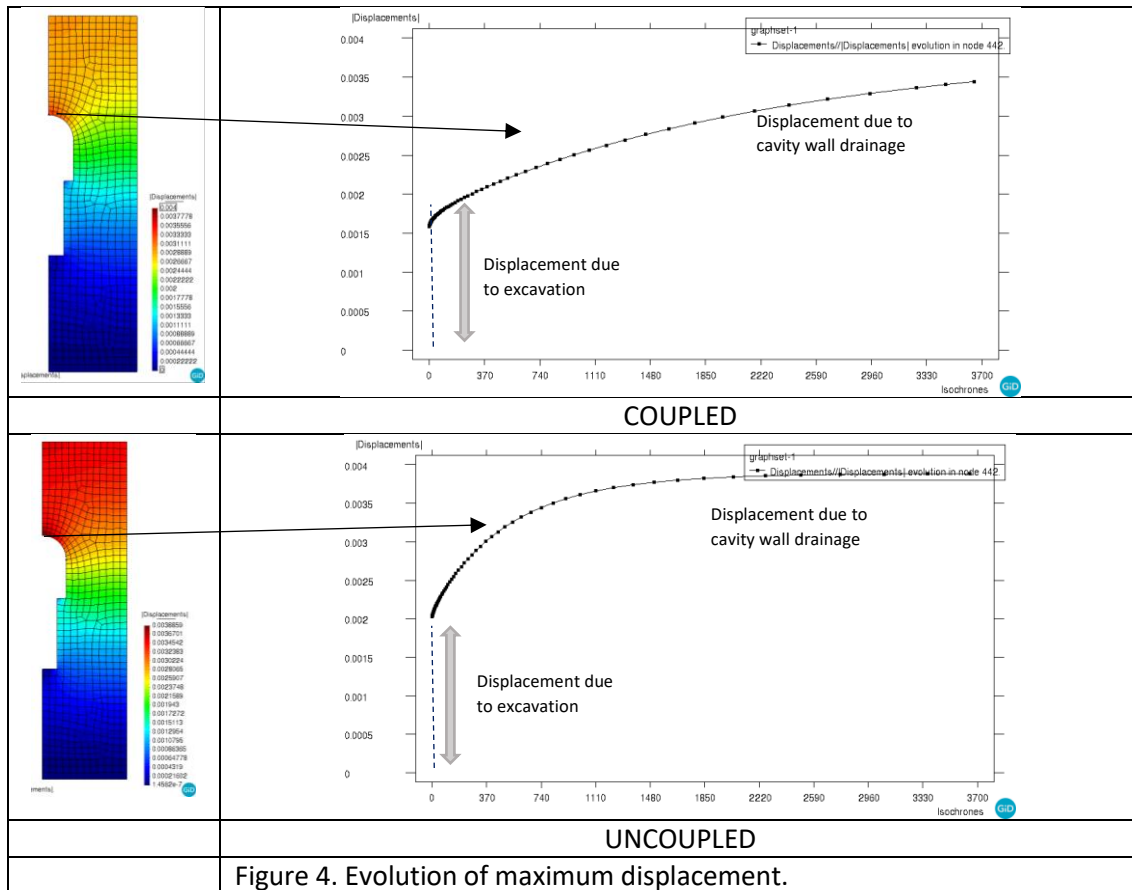 |Displacements|
0.004
0.0037778
0.0035556
0.0033333
0.0031111
0.0028889
0.0026667
0.0024444
0.0022222
0.002
0.0017778
0.0015556
0.0013333
0.0011111
0.00088889
0.00066667
0.00044444
0.00022222
0
splacements|
GiD
|Displacements|
graphset-1
Displacements//|Displacements| evolution in node 442.
0.004
0.0035
0.003
0.0025
0.002
0.0015
0.001
0.0005
0
Displacement due to
cavity wall drainage
Displacement due
to excavation
0 370 740 1110 1480 1850 2220 2590 2960 3330 3700
Isochrones
GiD
COUPLED
|Displacements|
0.0038859
0.0036701
0.0034542
0.0032383
0.0030224
0.0028065
0.0025907
0.0023748
0.0021589
0.001943
0.0017272
0.0015113
0.0012954
0.0010795
0.00086365
0.00064778
0.0004319
0.00021602
1.4562e-7
ements|
GiD
|Displacements|
graphset-1
Displacements//|Displacements| evolution in node 442.
0.004
0.0035
0.003
0.0025
0.002
0.0015
0.001
0.0005
0
Displacement due to
cavity wall drainage
Displacement due
to excavation
0 370 740 1110 1480 1850 2220 2590 2960 3330 3700
Isochrones
GiD
UNCOUPLED
Figure 4. Evolution of maximum displacement.